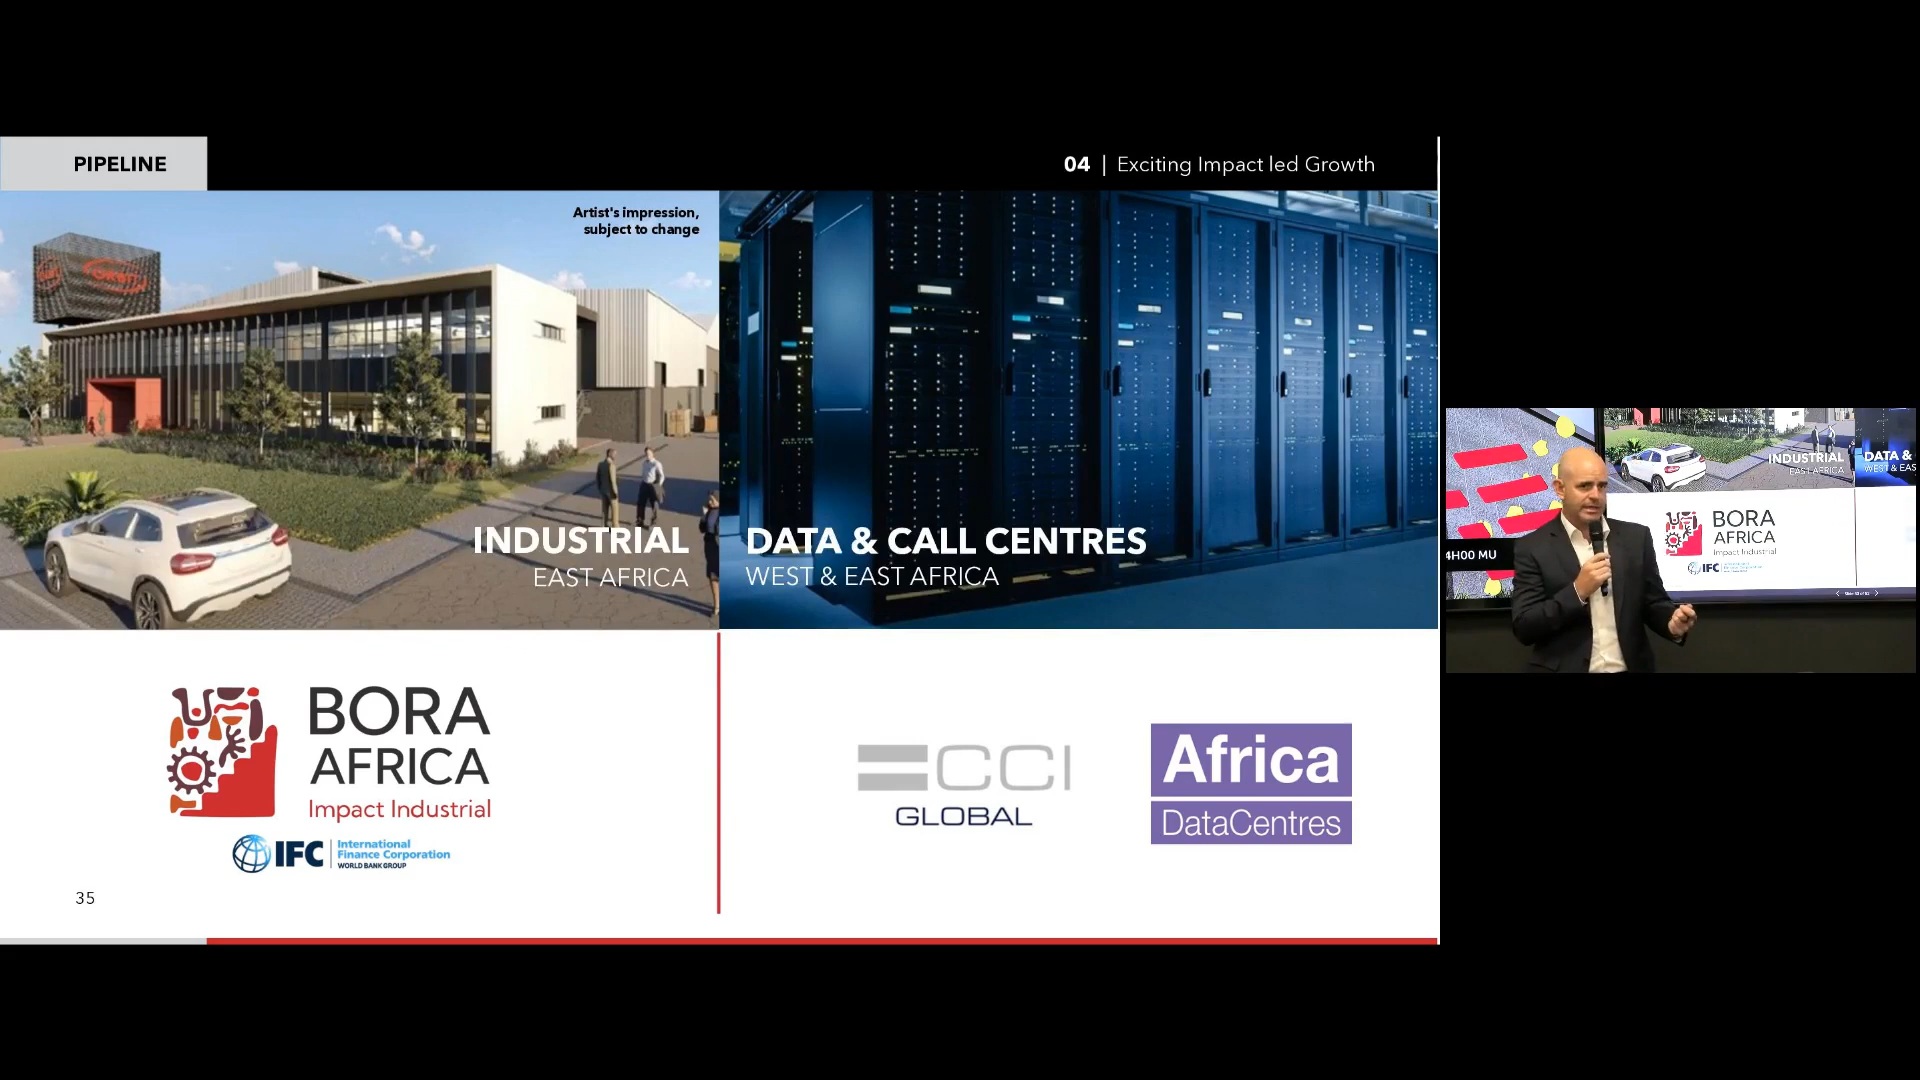 PIPELINE
04 | Exciting Impact led Growth
Artist's impression,
subject to change
ORBIT
INDUSTRIAL
EAST AFRICA
DATA & CALL CENTRES
WEST & EAST AFRICA
BORA
AFRICA
Impact Industrial
IFC
International
Finance Corporation
WORLD BANK GROUP
CCI
GLOBAL
Africa
DataCentres
35
INDUSTRIAL
EAST AFRICA
DATA &
WEST & EAS
4H00 MU
BORA
AFRICA
Impact Industrial
IFC